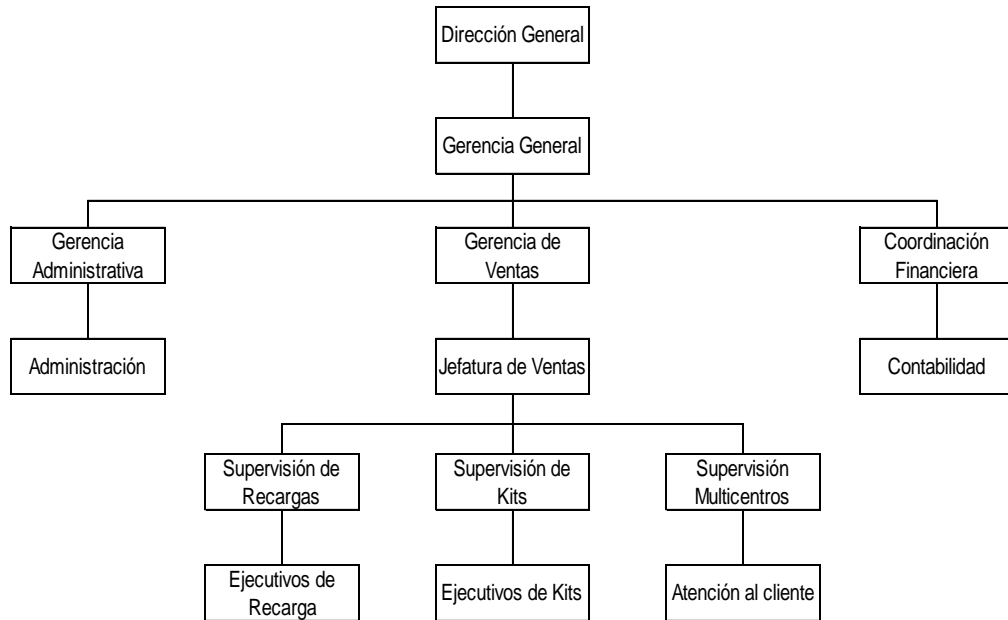 Dirección General
Gerencia General
Gerencia
Administrativa
Gerencia de
Ventas
Coordinación
Financiera
Administración
Jefatura de Ventas
Contabilidad
Supervisión de
Recargas
Supervisión de
Kits
Supervisión
Multicentros
Ejecutivos de
Recarga
Ejecutivos de Kits
Atención al cliente